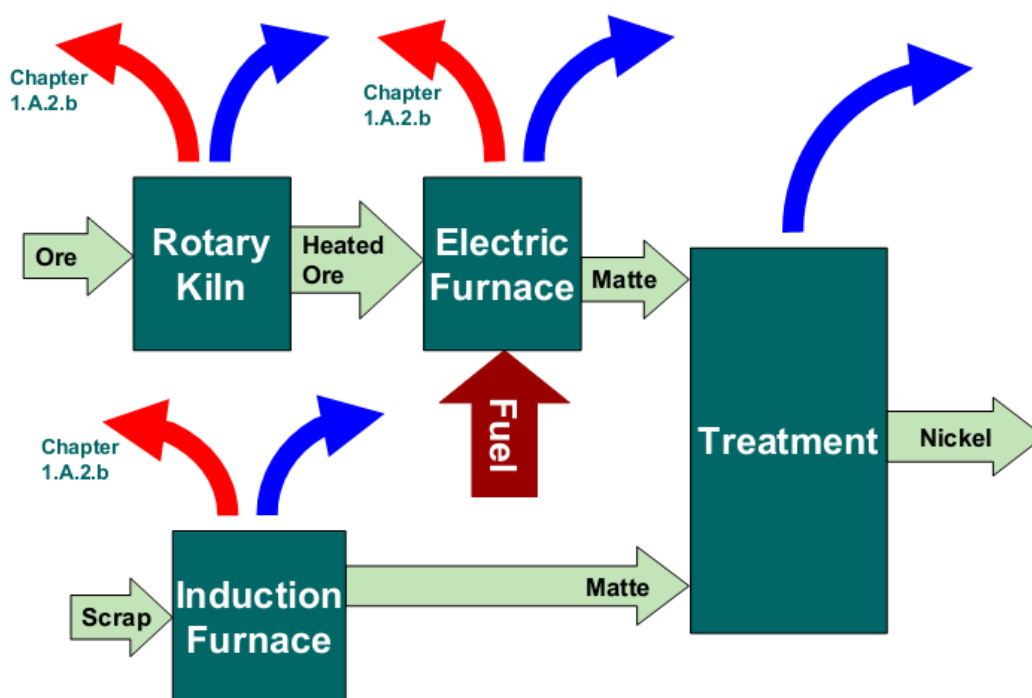 Chapter
1.A.2.b
Chapter
1.A.2.b
Ore
Rotary
Kiln
Heated
Ore
Electric
Furnace
Matte
Fuel
Chapter
1.A.2.b
Treatment
Nickel
Scrap
Induction
Furnace
Matte